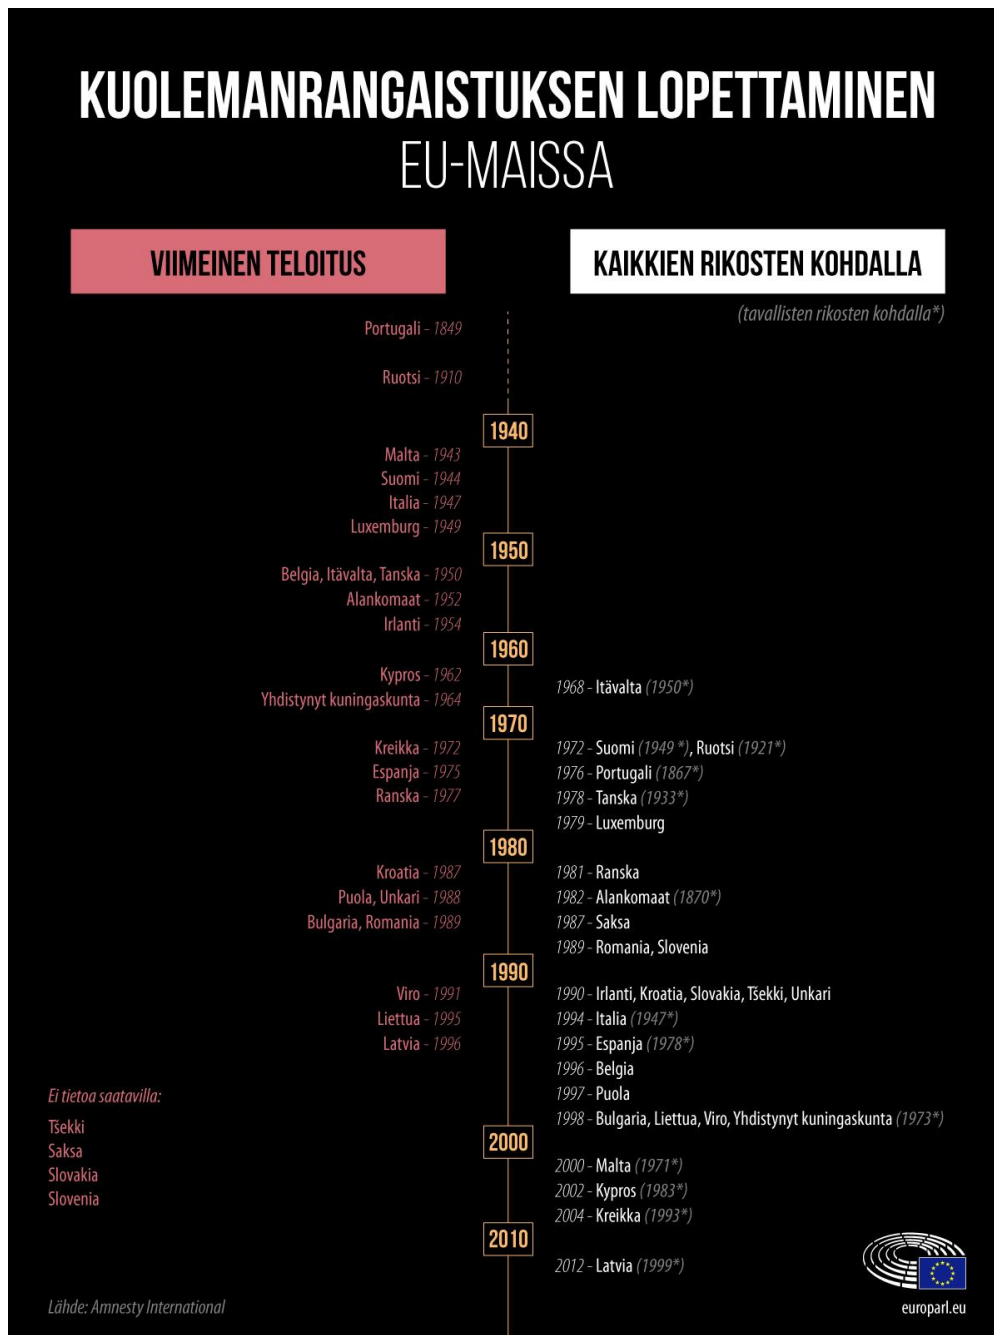 KUOLEMANRANGAISTUKSEN LOPETTAMINEN
EU-MAISSA
VIIMEINEN TELOITUS
Portugali - 1849
Ruotsi - 1910
Malta - 1943
Suomi - 1944
Italia - 1947
Luxemburg - 1949
Belgia, Itävalta, Tanska - 1950
Alankomaat - 1952
Irlanti - 1954
Kypros - 1962
Yhdistynyt kuningaskunta - 1964
Kreikka - 1972
Espanja - 1975
Ranska - 1977
Kroatia - 1987
Puola, Unkari - 1988
Bulgaria, Romania - 1989
Viro - 1991
Liettua - 1995
Latvia - 1996
Ei tietoa saatavilla:
Tšekki
Saksa
Slovakia
Slovenia
1940
1950
1960
1970
1980
1990
2000
2010
KAIKKIEN RIKOSTEN KOHDALLA
(tavallisten rikosten kohdalla*)
1968 - Itävalta (1950*)
1972 - Suomi (1949 *), Ruotsi (1921*)
1976 - Portugali (1867*)
1978 - Tanska (1933*)
1979 - Luxemburg
1981 - Ranska
1982 - Alankomaat (1870*)
1987 - Saksa
1989 - Romania, Slovenia
1990 - Irlanti, Kroatia, Slovakia, Tšekki, Unkari
1994 - Italia (1947*)
1995 - Espanja (1978*)
1996 - Belgia
1997 - Puola
1998 - Bulgaria, Liettua, Viro, Yhdistynyt kuningaskunta (1973*)
2000 - Malta (1971*)
2002 - Kypros (1983*)
2004 - Kreikka (1993*)
2012 - Latvia (1999*)
Lähde: Amnesty International
europarl.eu